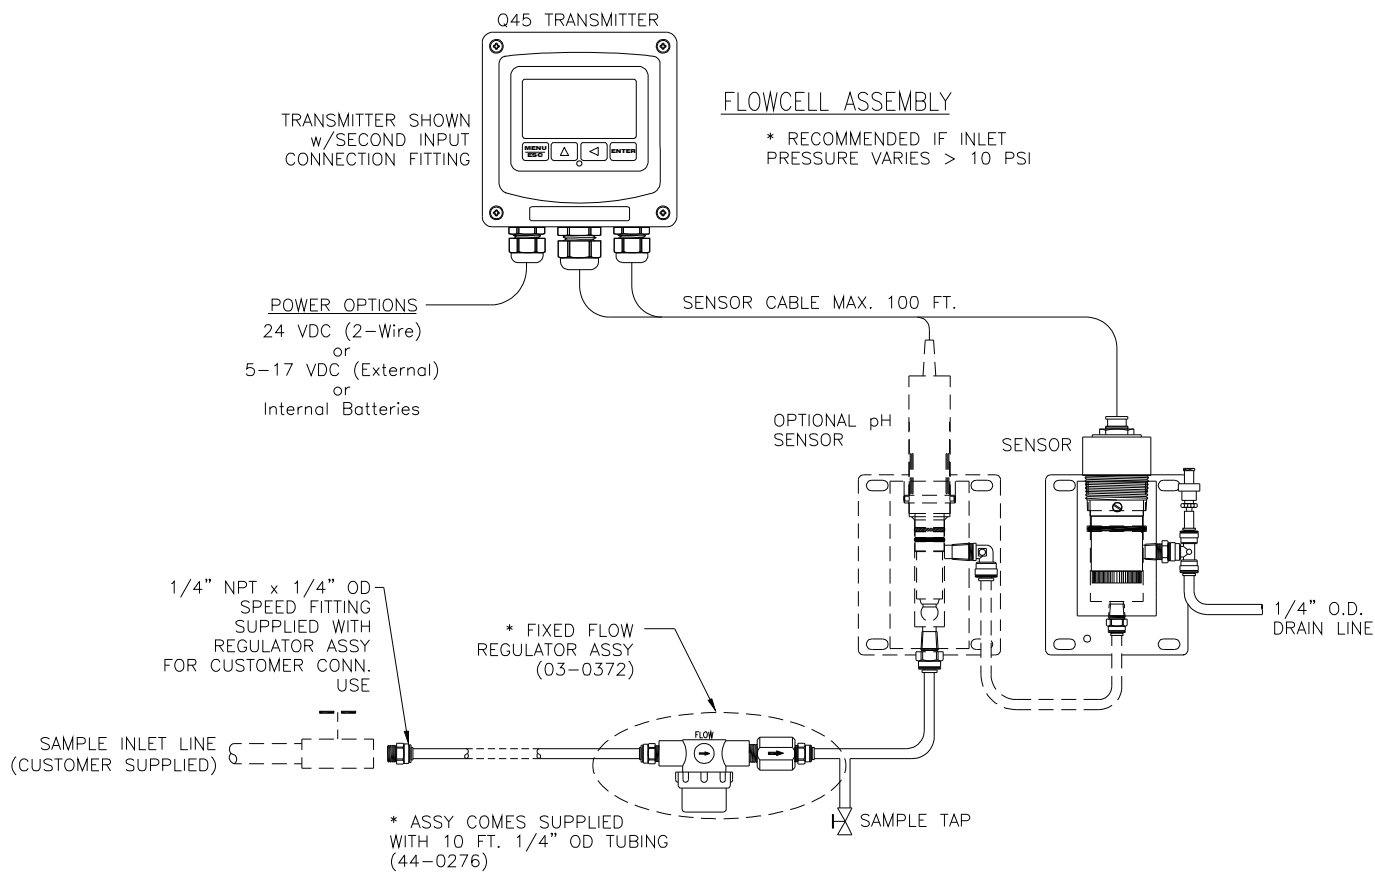 Q45 TRANSMITTER
TRANSMITTER SHOWN
w/SECOND INPUT
CONNECTION FITTING
MENU
ESC
ENTER
FLOWCELL ASSEMBLY
* RECOMMENDED IF INLET
PRESSURE VARIES > 10 PSI
POWER OPTIONS
24 VDC (2-Wire)
or
5-17 VDC (External)
or
Internal Batteries
SENSOR CABLE MAX. 100 FT.
OPTIONAL pH
SENSOR
SENSOR
1/4" NPT x 1/4" OD
SPEED FITTING
SUPPLIED WITH
REGULATOR ASSY
FOR CUSTOMER CONN.
USE
* FIXED FLOW
REGULATOR ASSY
(03-0372)
1/4" O.D.
DRAIN LINE
SAMPLE INLET LINE
(CUSTOMER SUPPLIED)
FLOW
SAMPLE TAP
* ASSY COMES SUPPLIED
WITH 10 FT. 1/4" OD TUBING
(44-0276)